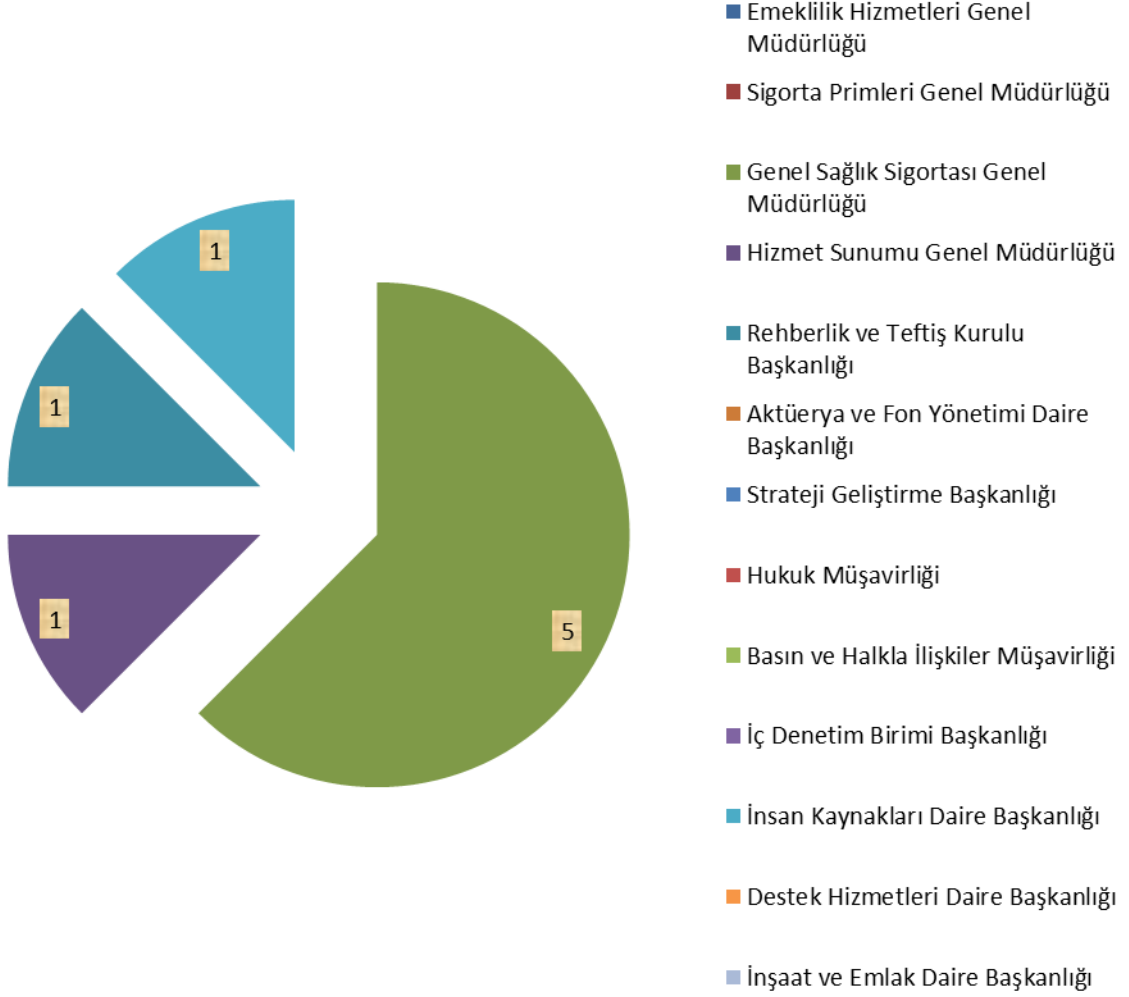 Emeklilik Hizmetleri Genel
Müdürlüğü
Sigorta Primleri Genel Müdürlüğü
Genel Sağlık Sigortası Genel
Müdürlüğü
Hizmet Sunumu Genel Müdürlüğü
Rehberlik ve Teftiş Kurulu
Başkanlığı
Aktüerya ve Fon Yönetimi Daire
Başkanlığı
Strateji Geliştirme Başkanlığı
Hukuk Müşavirliği
Basın ve Halkla İlişkiler Müşavirliği
İç Denetim Birimi Başkanlığı
İnsan Kaynakları Daire Başkanlığı
Destek Hizmetleri Daire Başkanlığı
İnşaat ve Emlak Daire Başkanlığı
1
1
1
5